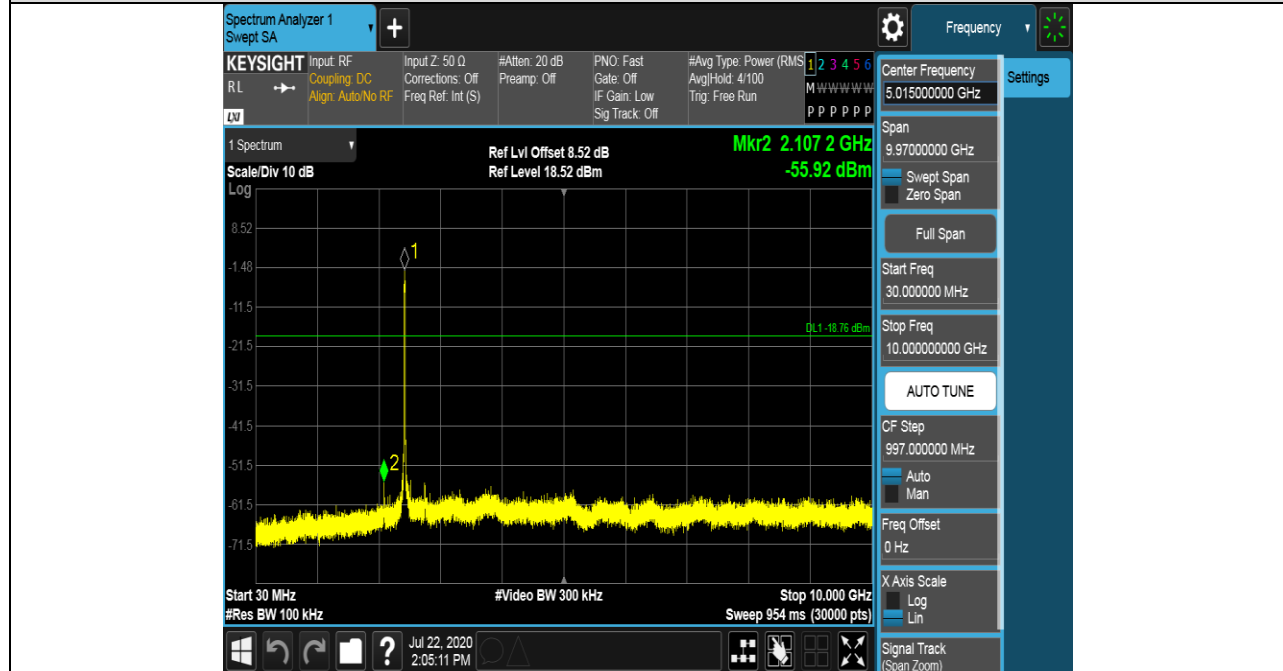 Spectrum Analyzer 1
Swept SA
+
Frequency
KEYSIGHT
RL
LXI
Input: RF
Coupling: DC
Align: Auto/No RF
Input Z: 50 Ω
Corrections: Off
Freq Ref: Int (S)
#Atten: 20 dB
Preamp: Off
PNO: Fast
Gate: Off
IF Gain: Low
Sig Track: Off
#Avg Type: Power (RMS
Avg|Hold: 4/100
Trig: Free Run
1 2 3 4 5 6
M W W W W W
P P P P P P
1 Spectrum
Scale/Div 10 dB
Log
Ref Lvl Offset 8.52 dB
Ref Level 18.52 dBm
Mkr2 2.107 2 GHz
-55.92 dBm
8.52
-1.48
-11.5
-21.5
-31.5
-41.5
-51.5
-61.5
-71.5
1
2
DL1 -18.76 dBm
Start 30 MHz
#Res BW 100 kHz
#Video BW 300 kHz
Stop 10.000 GHz
Sweep 954 ms (30000 pts)
?
Jul 22, 2020
2:05:11 PM
Center Frequency
5.015000000 GHz
Span
9.97000000 GHz
Swept Span
Zero Span
Full Span
Start Freq
30.000000 MHz
Stop Freq
10.000000000 GHz
AUTO TUNE
CF Step
997.000000 MHz
Auto
Man
Freq Offset
0 Hz
X Axis Scale
Log
Lin
Signal Track
(Span Zoom)
Settings